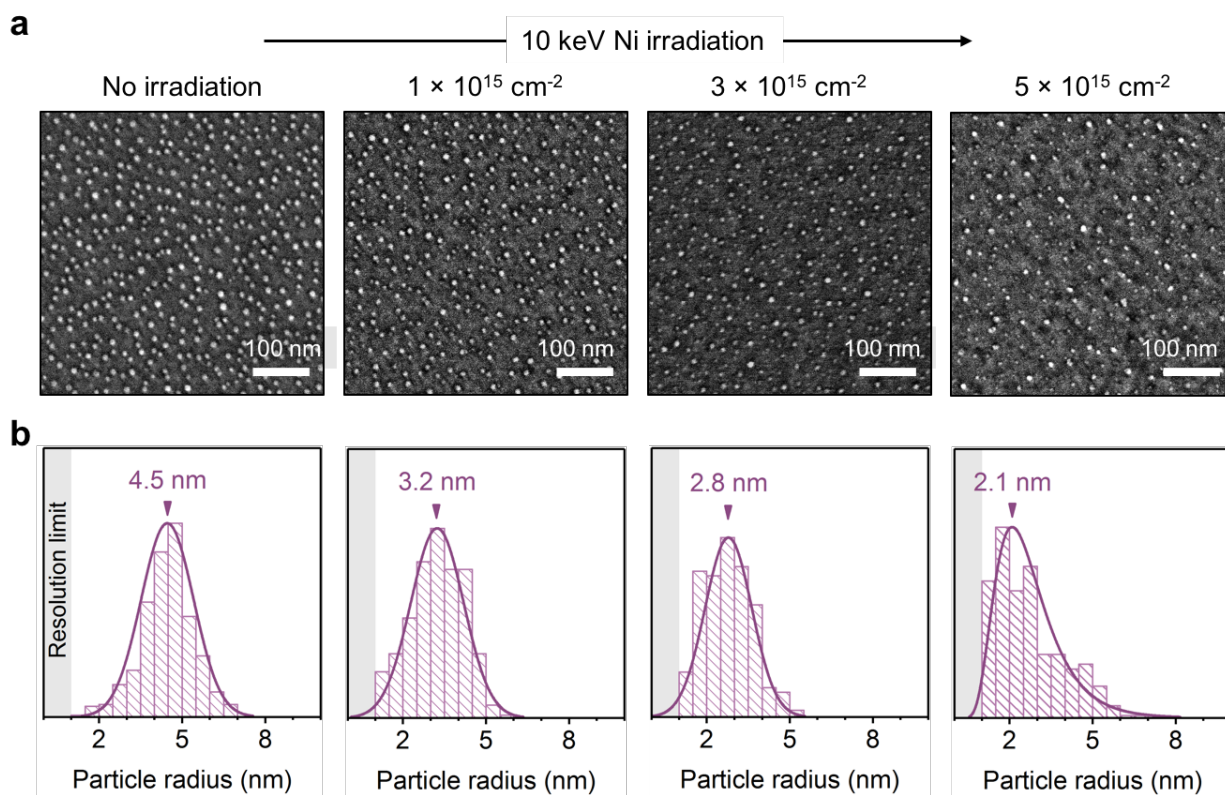 a
10 keV Ni irradiation
No irradiation
1 × 10¹⁵ cm⁻²
3 × 10¹⁵ cm⁻²
5 × 10¹⁵ cm⁻²
100 nm
100 nm
100 nm
100 nm
b
Resolution limit
4.5 nm
3.2 nm
2.8 nm
2.1 nm
2 5 8
2 5 8
2 5 8
2 5 8
Particle radius (nm)
Particle radius (nm)
Particle radius (nm)
Particle radius (nm)